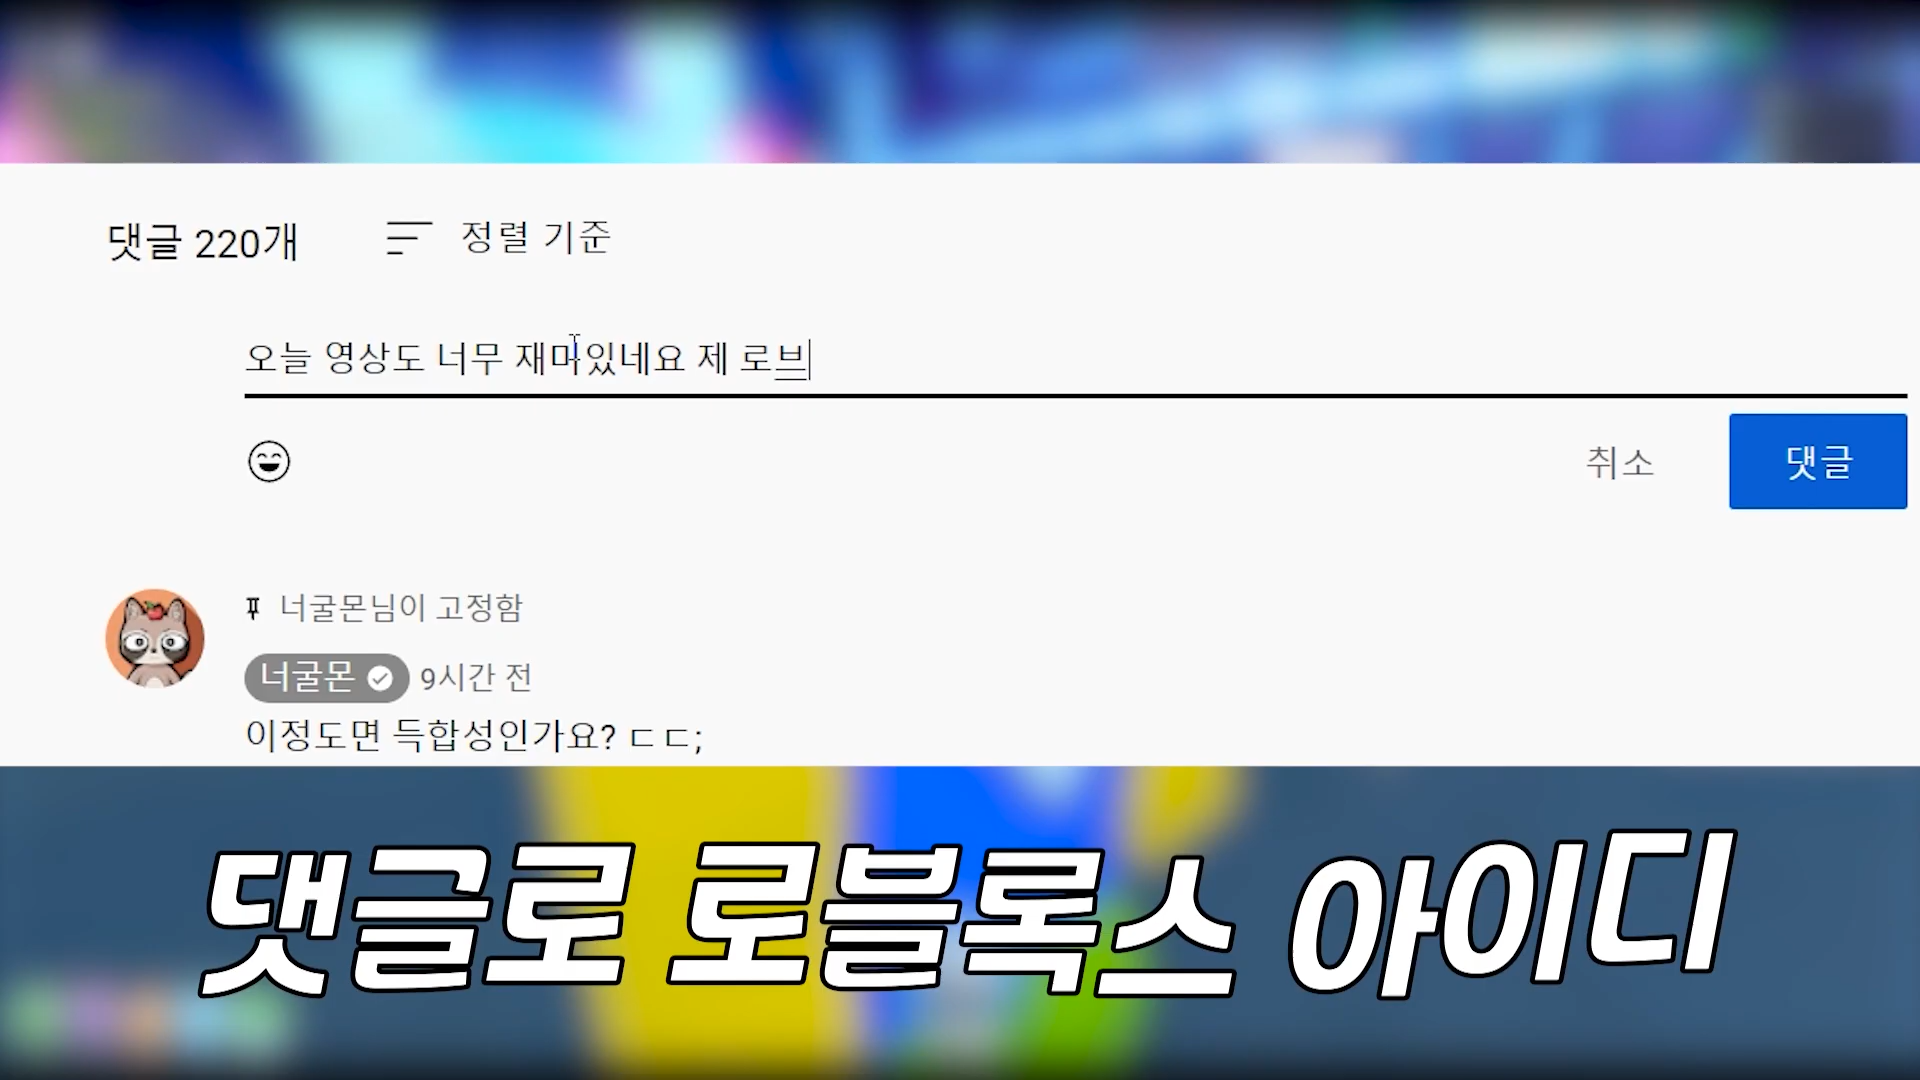 댓글 220개
정렬 기준
오늘 영상도 너무 재미있네요 제 로브
취소
댓글
너굴몬님이 고정함
너굴몬 9시간 전
이정도면 득합성인가요? ㄷㄷ;
댓글로 로블록스 아이디